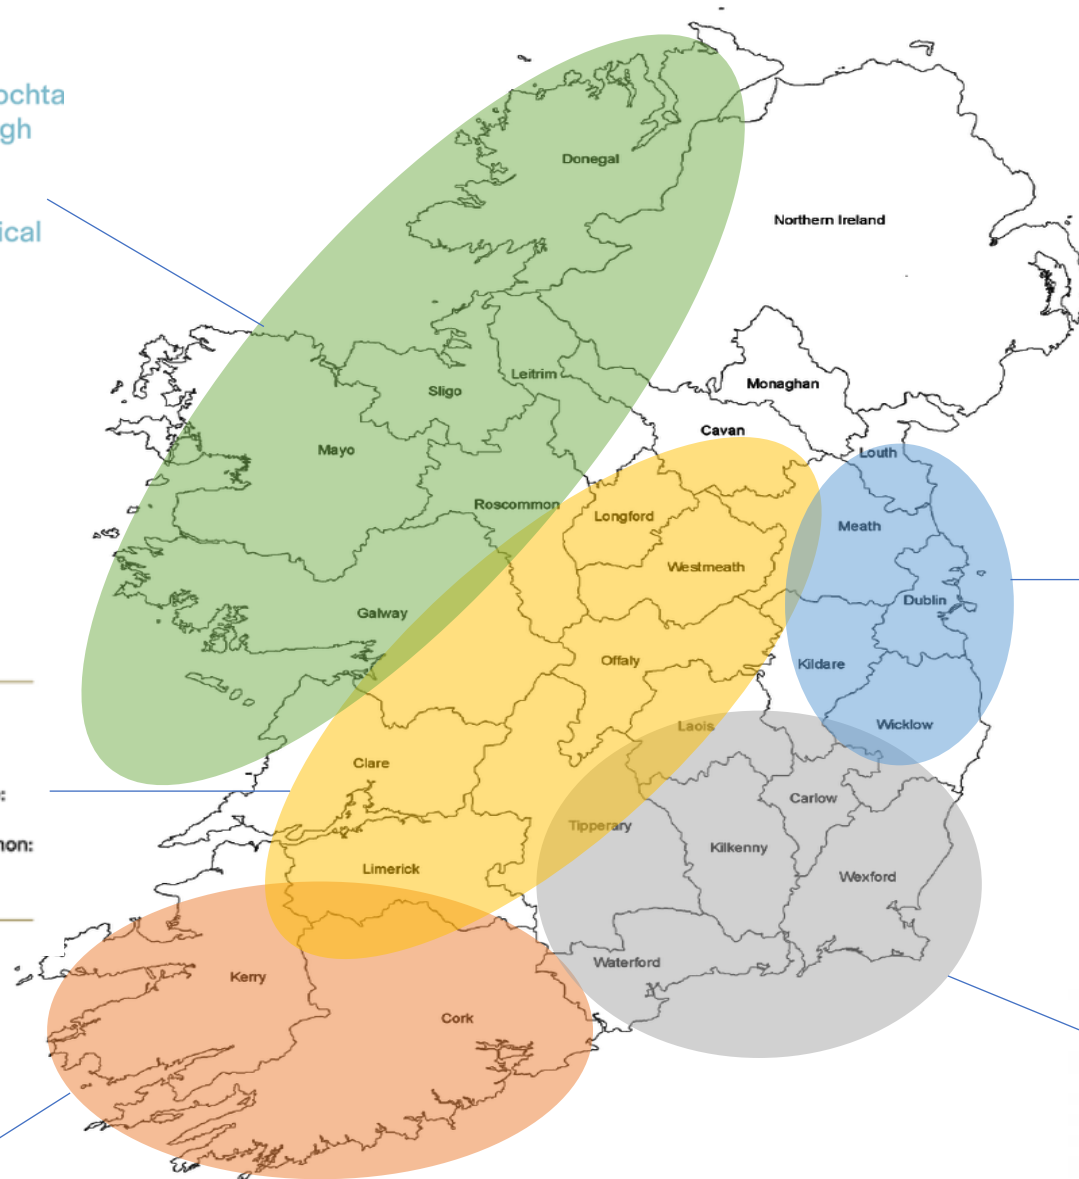 ochta
gh
Donegal
ical
Northern Ireland
Leitrim
Monaghan
Sligo
Cavan
Mayo
Louth
Roscommon
Longford
Meath
Westmeath
Dublin
Galway
Offaly
Kildare
Laois
Wicklow
Clare
:
Carlow
Tipperary
non:
Kilkenny
Limerick
Wexford
Waterford
Kerry
Cork